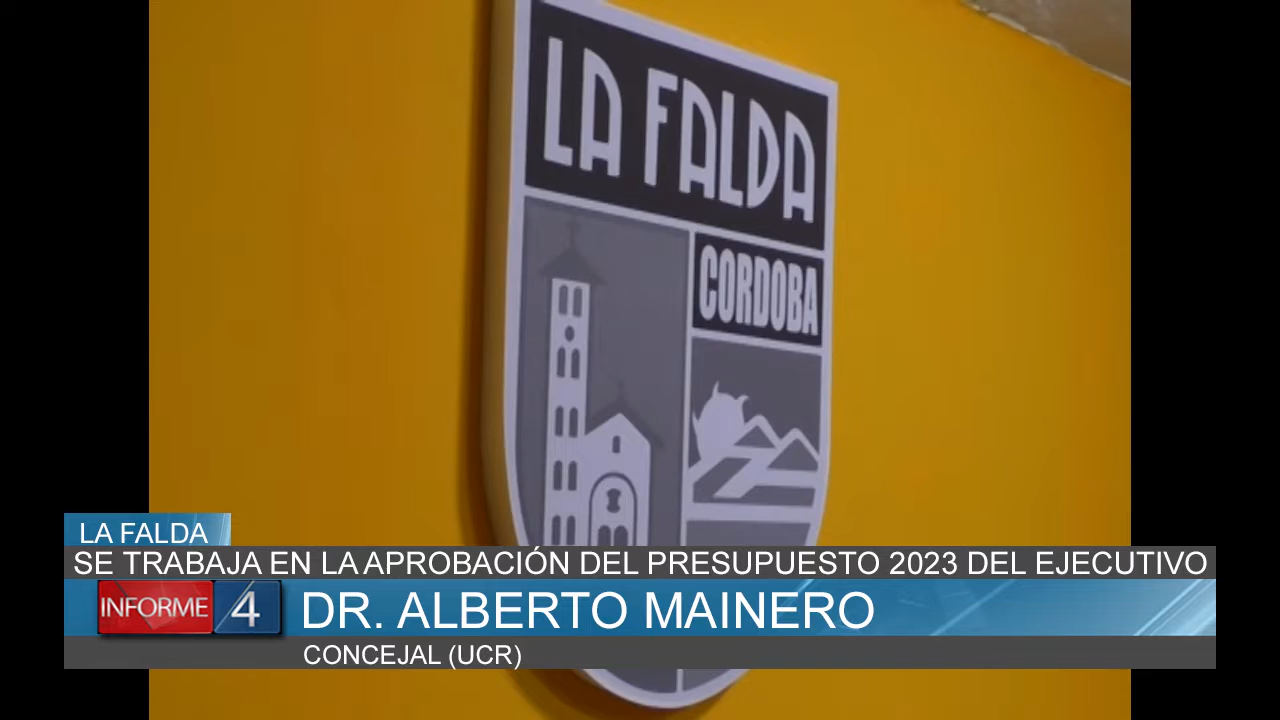 LA FALDA
CORDOBA
LA FALDA
SE TRABAJA EN LA APROBACIÓN DEL PRESUPUESTO 2023 DEL EJECUTIVO
INFORME 4
DR. ALBERTO MAINERO
CONCEJAL (UCR)